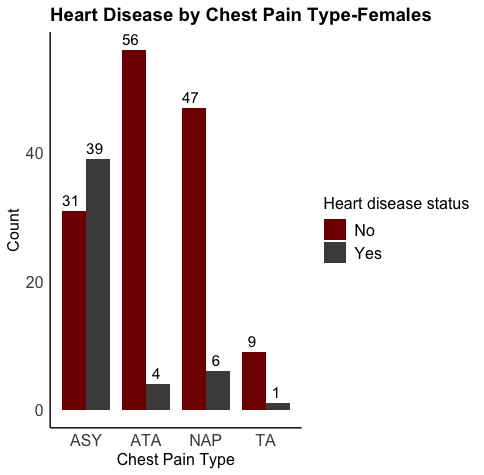 Heart Disease by Chest Pain Type-Females
56
47
39
31
9
6
4
1
Count
40
20
0
ASY ATA NAP TA
Chest Pain Type
Heart disease status
No
Yes